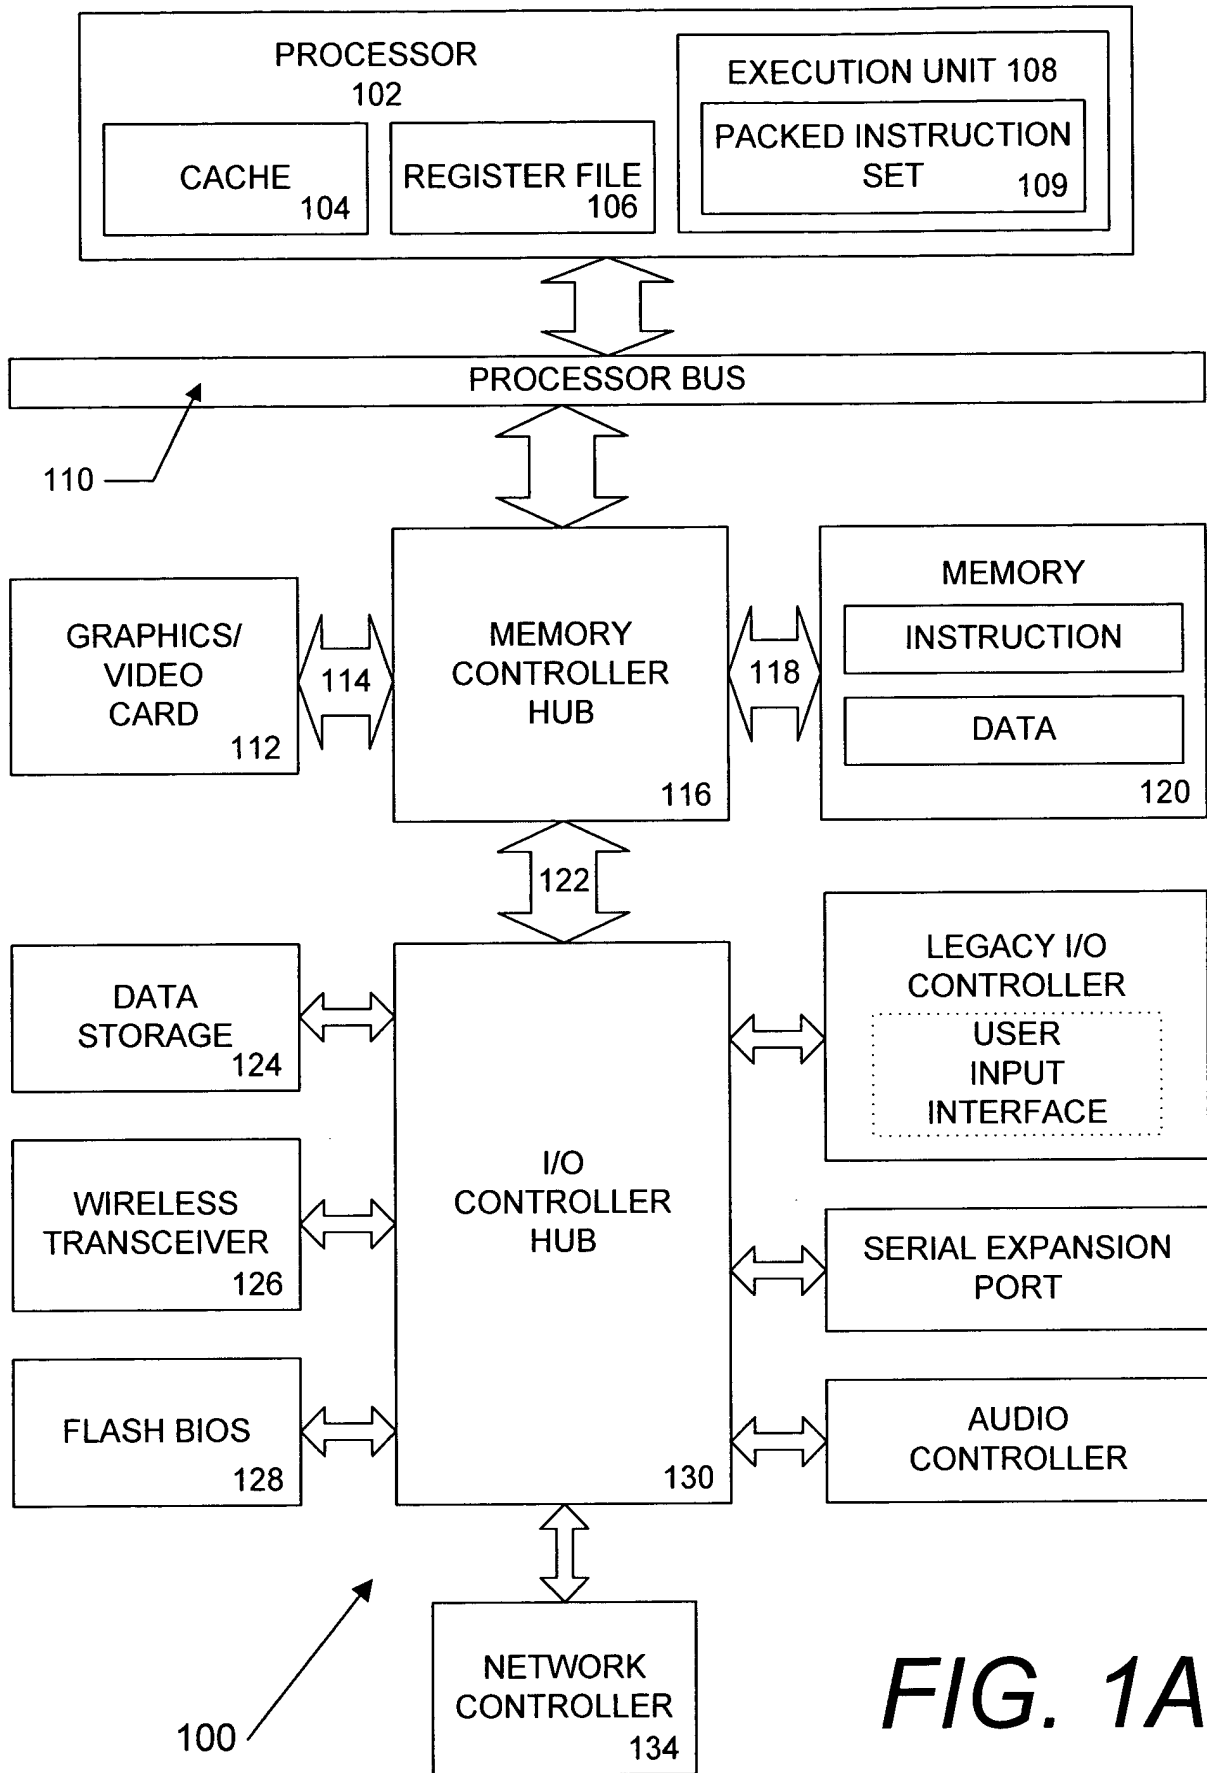 PROCESSOR
102
CACHE
104
REGISTER FILE
106
EXECUTION UNIT 108
PACKED INSTRUCTION
SET
109
PROCESSOR BUS
110
GRAPHICS/
VIDEO
CARD
112
114
MEMORY
CONTROLLER
HUB
116
118
MEMORY
INSTRUCTION
DATA
120
122
DATA
STORAGE
124
WIRELESS
TRANSCEIVER
126
FLASH BIOS
128
I/O
CONTROLLER
HUB
130
LEGACY I/O
CONTROLLER
USER
INPUT
INTERFACE
SERIAL EXPANSION
PORT
AUDIO
CONTROLLER
NETWORK
CONTROLLER
134
100
FIG. 1A